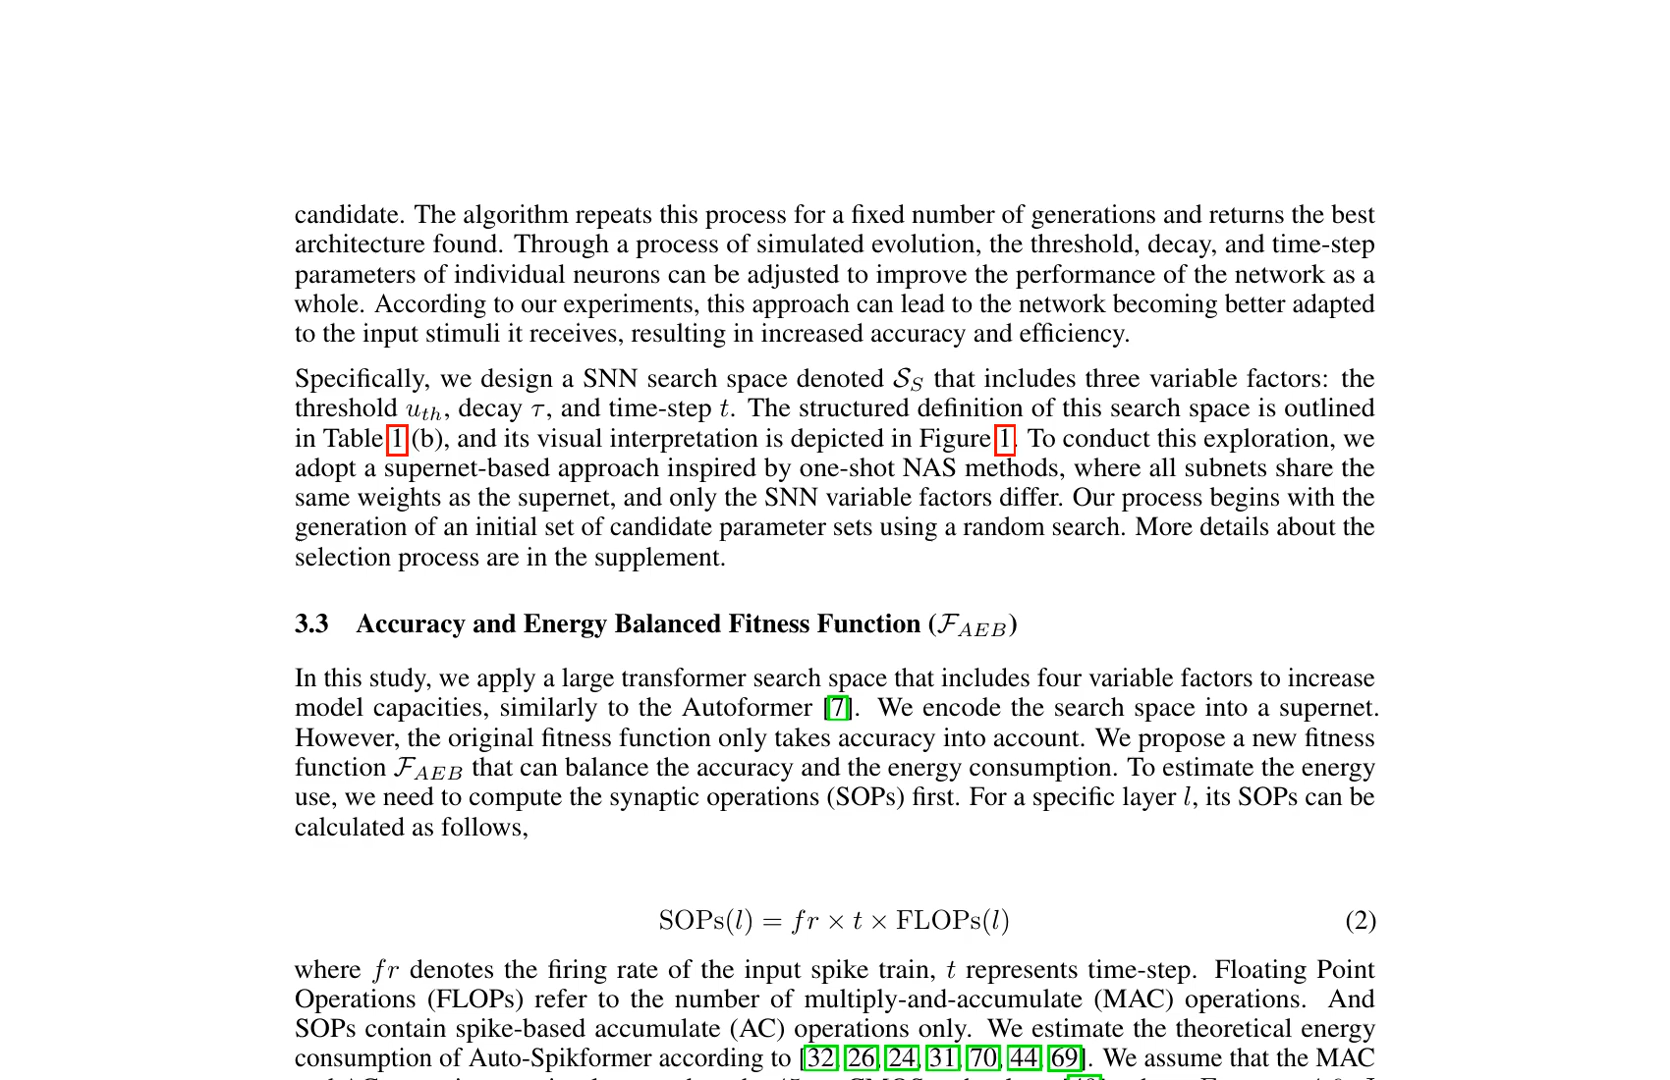 candidate. The algorithm repeats this process for a fixed number of generations and returns the best
architecture found. Through a process of simulated evolution, the threshold, decay, and time-step
parameters of individual neurons can be adjusted to improve the performance of the network as a
whole. According to our experiments, this approach can lead to the network becoming better adapted
to the input stimuli it receives, resulting in increased accuracy and efficiency.
Specifically, we design a SNN search space denoted 𝒮_S that includes three variable factors: the
threshold u_th, decay τ, and time-step t. The structured definition of this search space is outlined
in Table 1 (b), and its visual interpretation is depicted in Figure 1. To conduct this exploration, we
adopt a supernet-based approach inspired by one-shot NAS methods, where all subnets share the
same weights as the supernet, and only the SNN variable factors differ. Our process begins with the
generation of an initial set of candidate parameter sets using a random search. More details about the
selection process are in the supplement.
3.3 Accuracy and Energy Balanced Fitness Function (ℱ_AEB)
In this study, we apply a large transformer search space that includes four variable factors to increase
model capacities, similarly to the Autoformer [7]. We encode the search space into a supernet.
However, the original fitness function only takes accuracy into account. We propose a new fitness
function ℱ_AEB that can balance the accuracy and the energy consumption. To estimate the energy
use, we need to compute the synaptic operations (SOPs) first. For a specific layer l, its SOPs can be
calculated as follows,
SOPs(l) = fr × t × FLOPs(l) (2)
where fr denotes the firing rate of the input spike train, t represents time-step. Floating Point
Operations (FLOPs) refer to the number of multiply-and-accumulate (MAC) operations. And
SOPs contain spike-based accumulate (AC) operations only. We estimate the theoretical energy
consumption of Auto-Spikformer according to [32, 26, 24, 31, 70, 44, 69]. We assume that the MAC